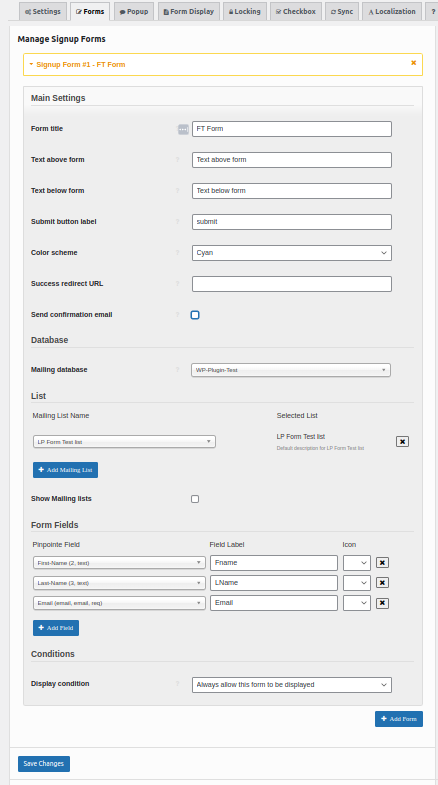 Settings Forms Popup Form Display Locking Checkbox Sync Localization ?
Manage Signup Forms
Signup Form #1 - FT Form
Main Settings
Form title FT Form
Text above form ? Text above form
Text below form ? Text below form
Submit button label ? submit
Color scheme ? Cyan
Success redirect URL ?
Send confirmation email ?
Database
Mailing database ? WP-Plugin-Test
List
Mailing List Name Selected List
LP Form Test list LP Form Test list
Default description for LP Form Test list
+ Add Mailing List
Show Mailing lists
Form Fields
Pinpointe Field Field Label Icon
First-Name (2, text) Fname
Last-Name (3, text) LName
Email (email, email, req) Email
+ Add Field
Conditions
Display condition ? Always allow this form to be displayed
+ Add Form
Save Changes